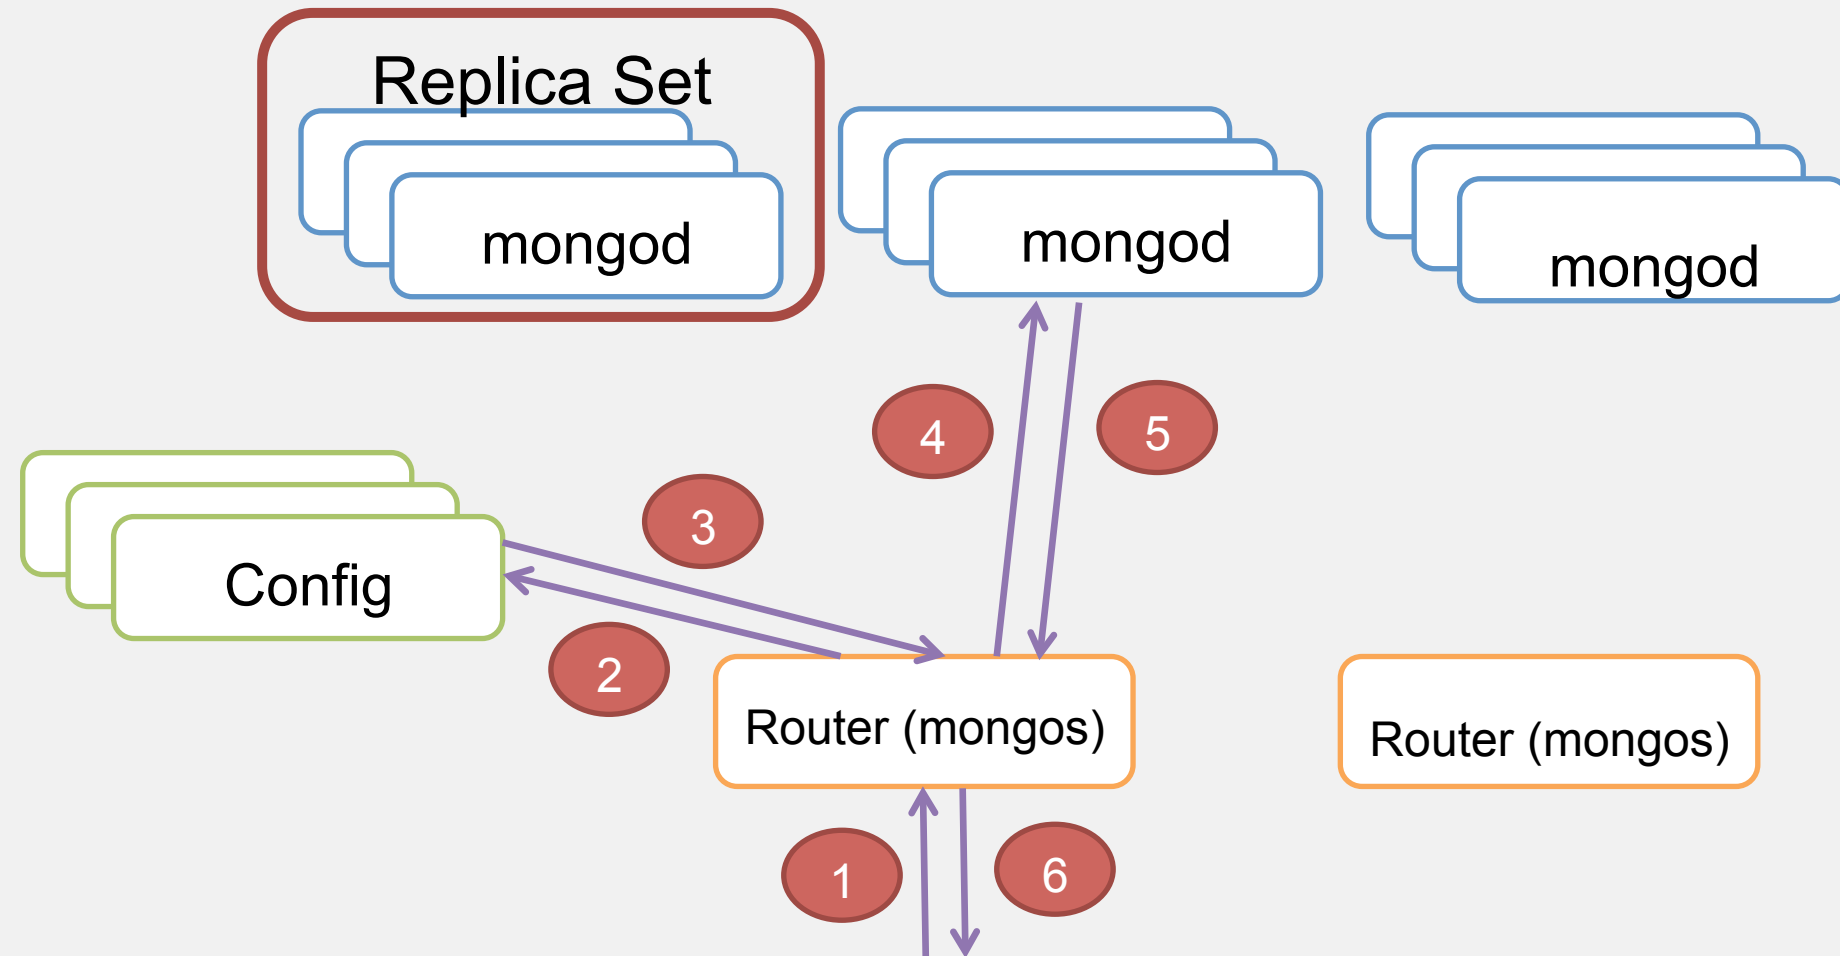 Replica Set
mongod
mongod
mongod
4
5
3
Config
2
Router (mongos)
Router (mongos)
1
6